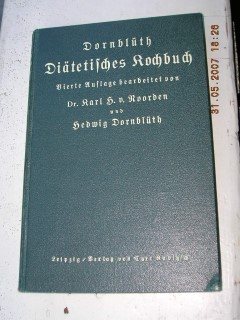 Dornblüth
Diätetisches Kochbuch
Vierte Auflage bearbeitet von
Dr. Karl H. v. Noorden
und
Hedwig Dornblüth
Leipzig / Verlag von Curt Kabitzsch
31.05.2007 18:26